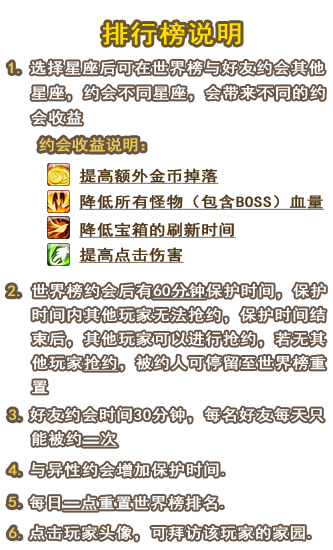 排行榜说明
1. 选择星座后可在世界榜与好友约会其他
星座，约会不同星座，会带来不同的约
会收益
约会收益说明：
提高额外金币掉落
降低所有怪物（包含BOSS）血量
降低宝箱的刷新时间
提高点击伤害
2. 世界榜约会后有60分钟保护时间，保护
时间内其他玩家无法抢约，保护时间结
束后，其他玩家可以进行抢约，若无其
他玩家抢约，被约人可停留至世界榜重
置
3. 好友约会时间30分钟，每名好友每天只
能被约一次
4. 与异性约会增加保护时间.
5. 每日一点重置世界榜排名.
6. 点击玩家头像，可拜访该玩家的家园.